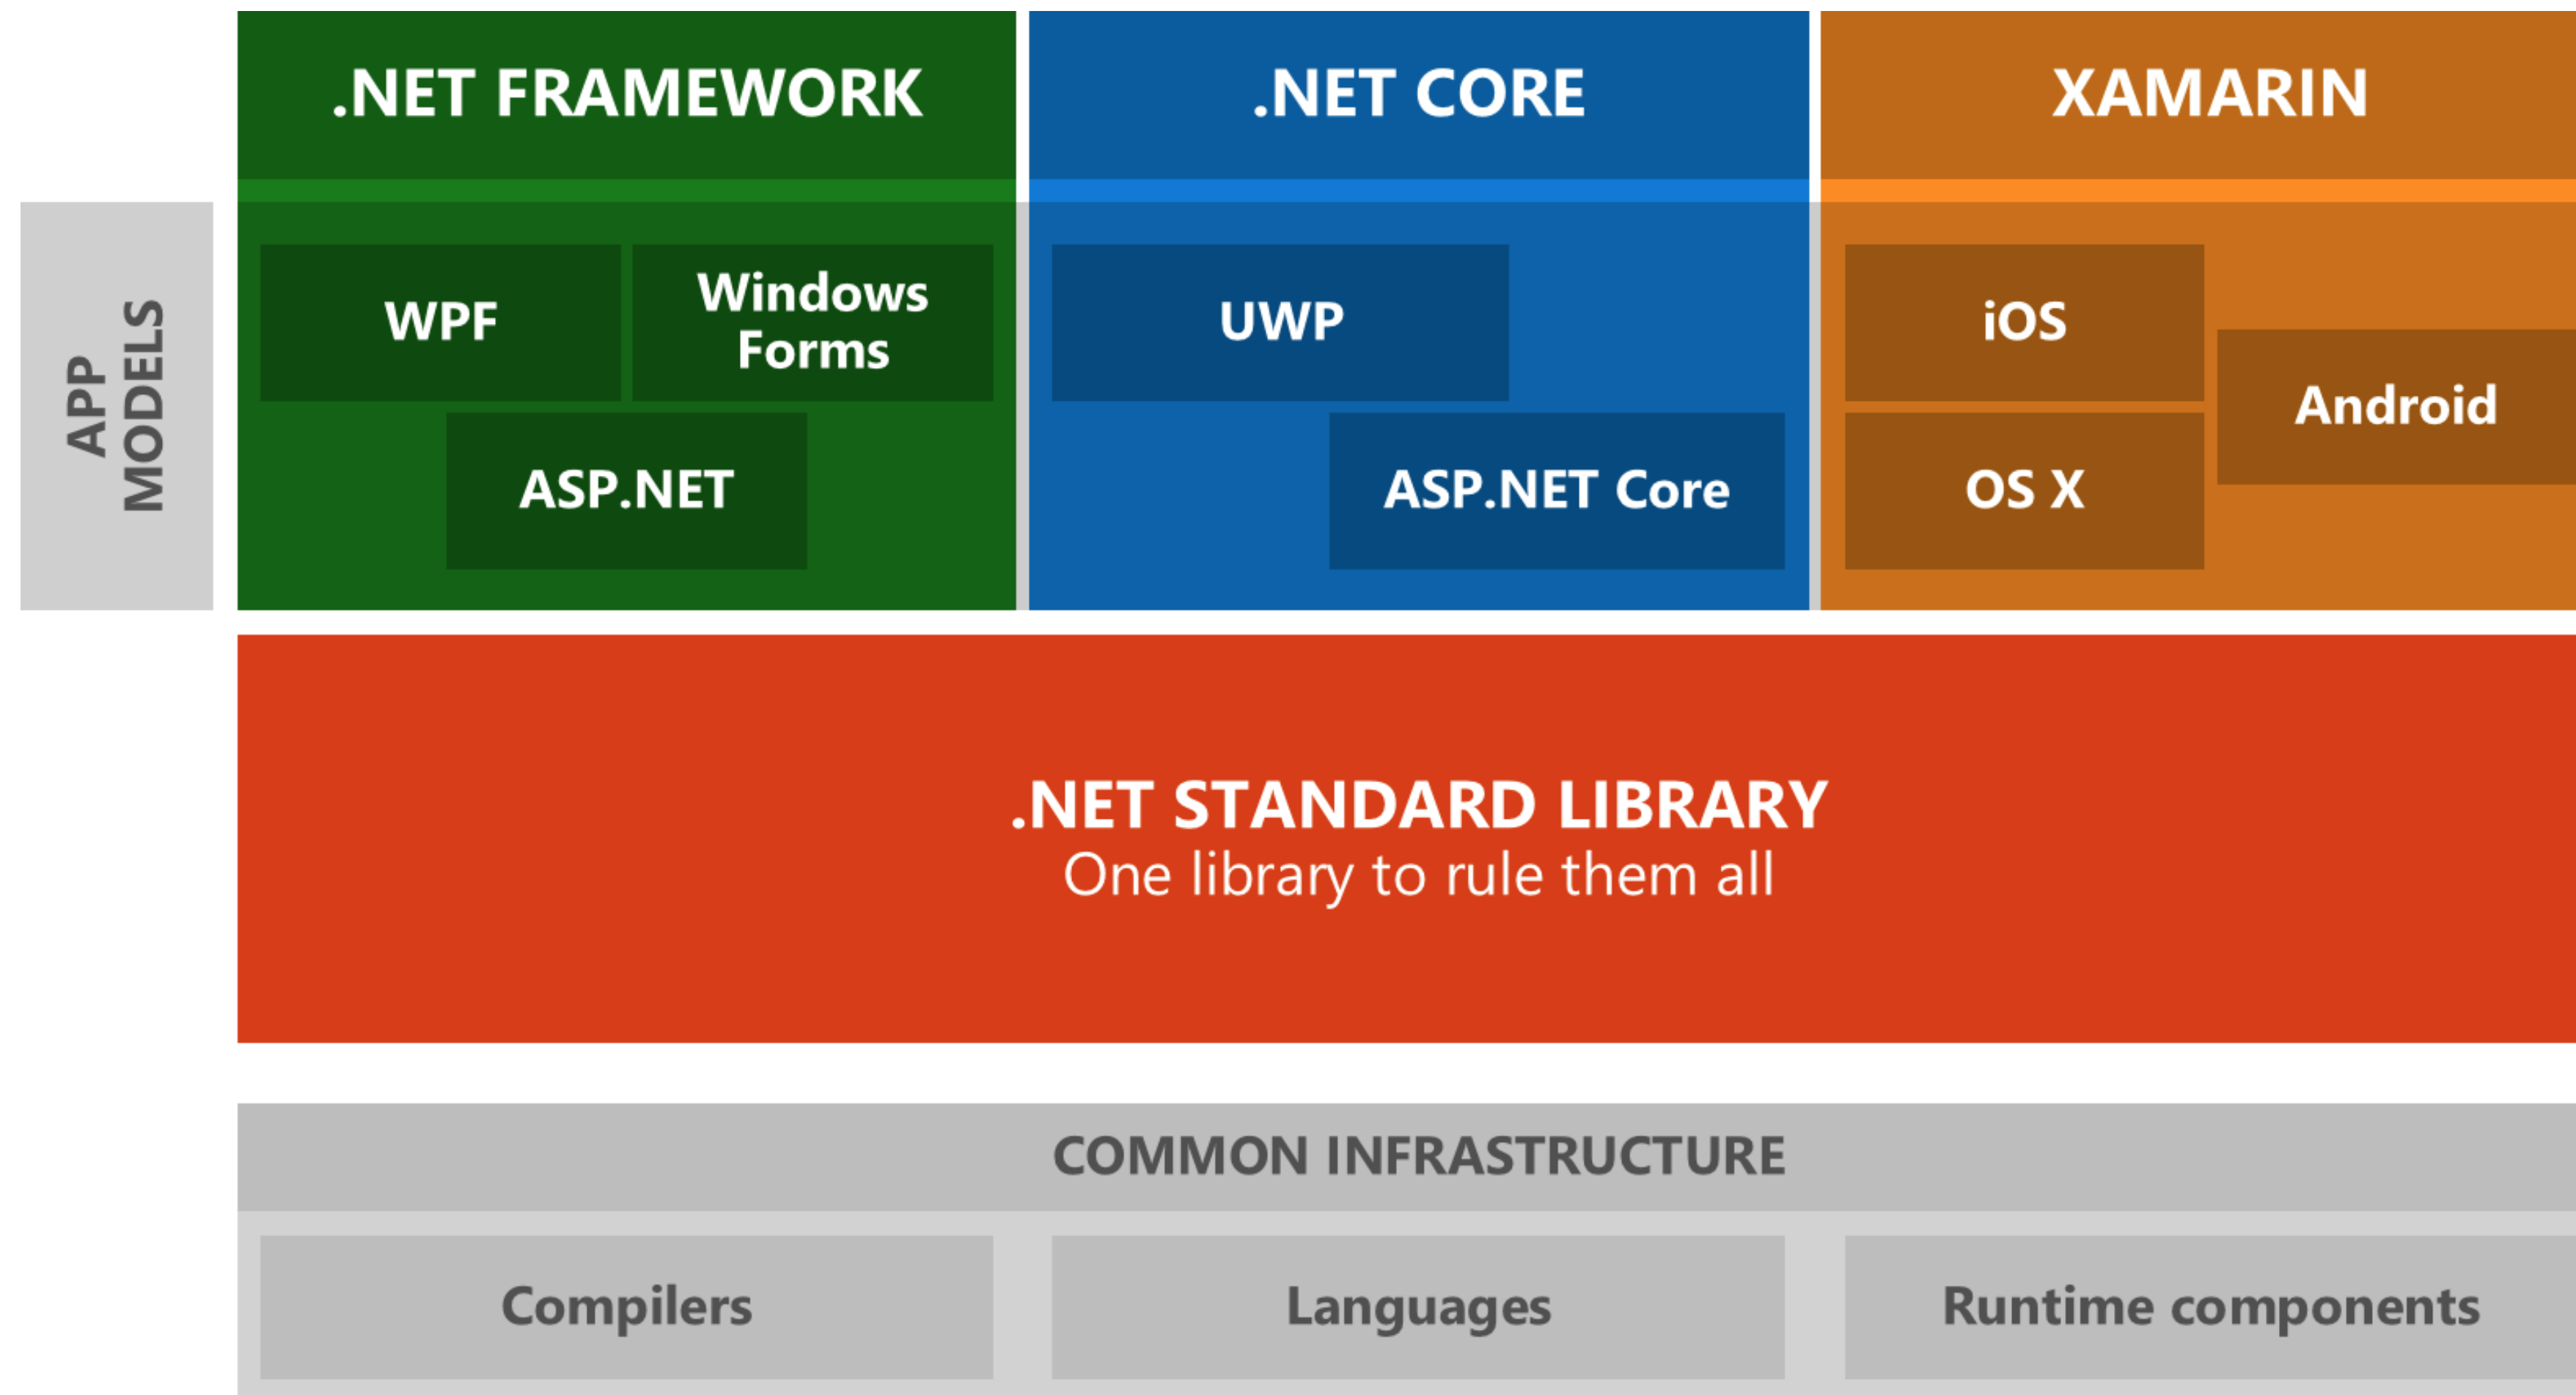 .NET FRAMEWORK
.NET CORE
XAMARIN
APP
MODELS
WPF
Windows
Forms
ASP.NET
UWP
ASP.NET Core
iOS
OS X
Android
.NET STANDARD LIBRARY
One library to rule them all
COMMON INFRASTRUCTURE
Compilers
Languages
Runtime components